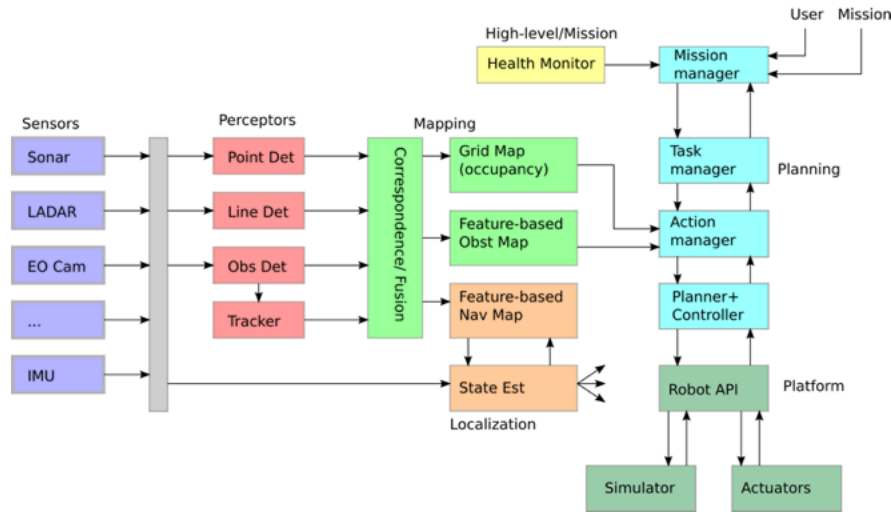 User
Mission
High-level/Mission
Health Monitor
Mission
manager
Sensors
Perceptors
Mapping
Sonar
Point Det
Correspondence/ Fusion
Grid Map
(occupancy)
Task
manager
Planning
LADAR
Line Det
Feature-based
Obst Map
Action
manager
EO Cam
Obs Det
...
Tracker
Feature-based
Nav Map
Planner+
Controller
IMU
State Est
Robot API
Platform
Localization
Simulator
Actuators